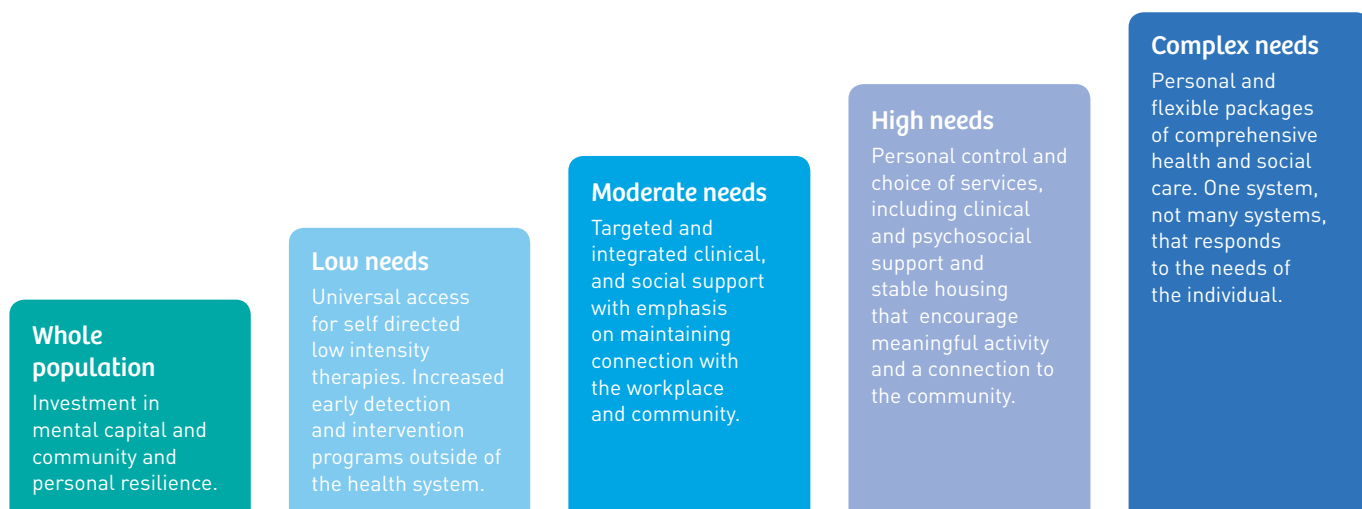 Whole
population
Investment in
mental capital and
community and
personal resilience.
Low needs
Universal access
for self directed
low intensity
therapies. Increased
early detection
and intervention
programs outside of
the health system.
Moderate needs
Targeted and
integrated clinical,
and social support
with emphasis
on maintaining
connection with
the workplace
and community.
High needs
Personal control and
choice of services,
including clinical
and psychosocial
support and
stable housing
that encourage
meaningful activity
and a connection to
the community.
Complex needs
Personal and
flexible packages
of comprehensive
health and social
care. One system,
not many systems,
that responds
to the needs of
the individual.